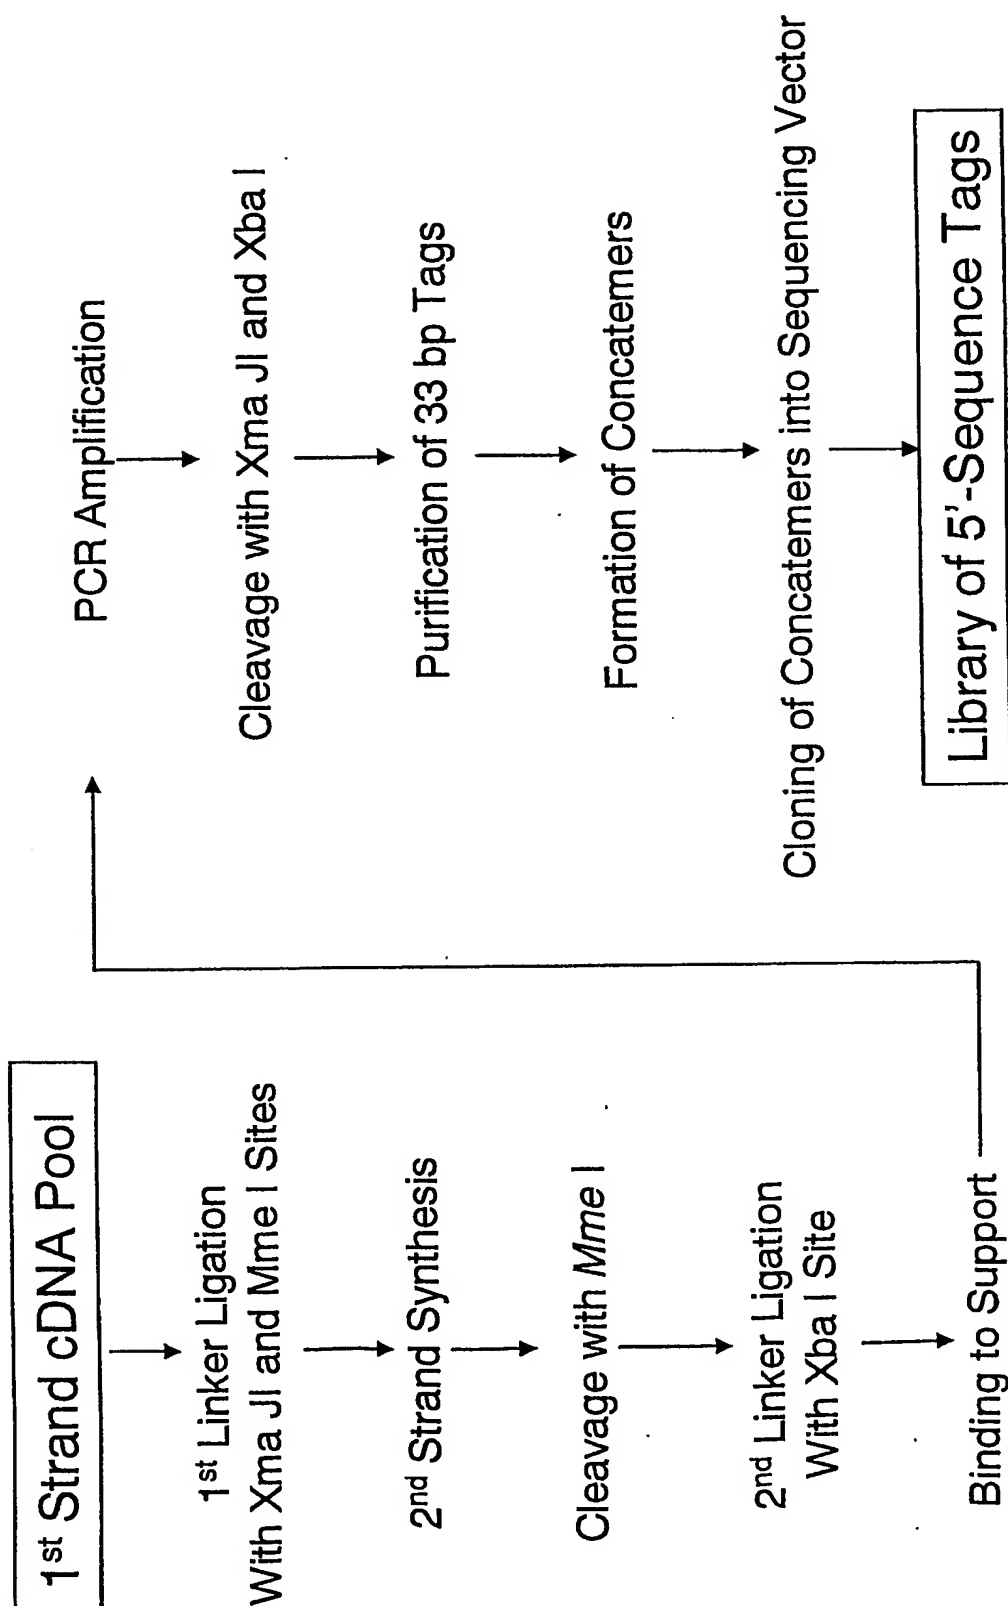 1st Strand cDNA Pool
1st Linker Ligation
With Xma JI and Mme I Sites
2nd Strand Synthesis
Cleavage with Mme I
2nd Linker Ligation
With Xba I Site
Binding to Support
PCR Amplification
Cleavage with Xma JI and Xba I
Purification of 33 bp Tags
Formation of Concatemers
Cloning of Concatemers into Sequencing Vector
Library of 5'-Sequence Tags